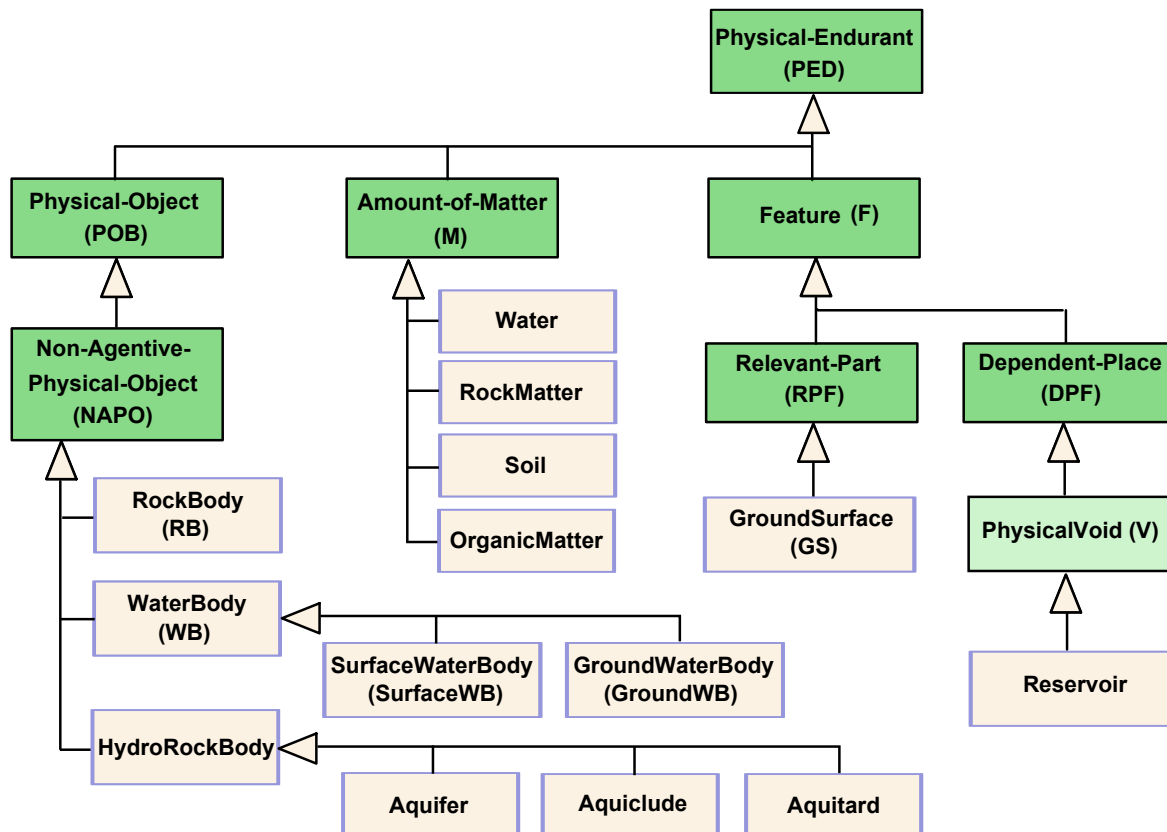 Physical-Endurant
(PED)
Physical-Object
(POB)
Amount-of-Matter
(M)
Feature (F)
Non-Agentive-
Physical-Object
(NAPO)
Water
RockMatter
Soil
OrganicMatter
Relevant-Part
(RPF)
Dependent-Place
(DPF)
GroundSurface
(GS)
PhysicalVoid (V)
Reservoir
RockBody
(RB)
WaterBody
(WB)
SurfaceWaterBody
(SurfaceWB)
GroundWaterBody
(GroundWB)
HydroRockBody
Aquifer
Aquiclude
Aquitard